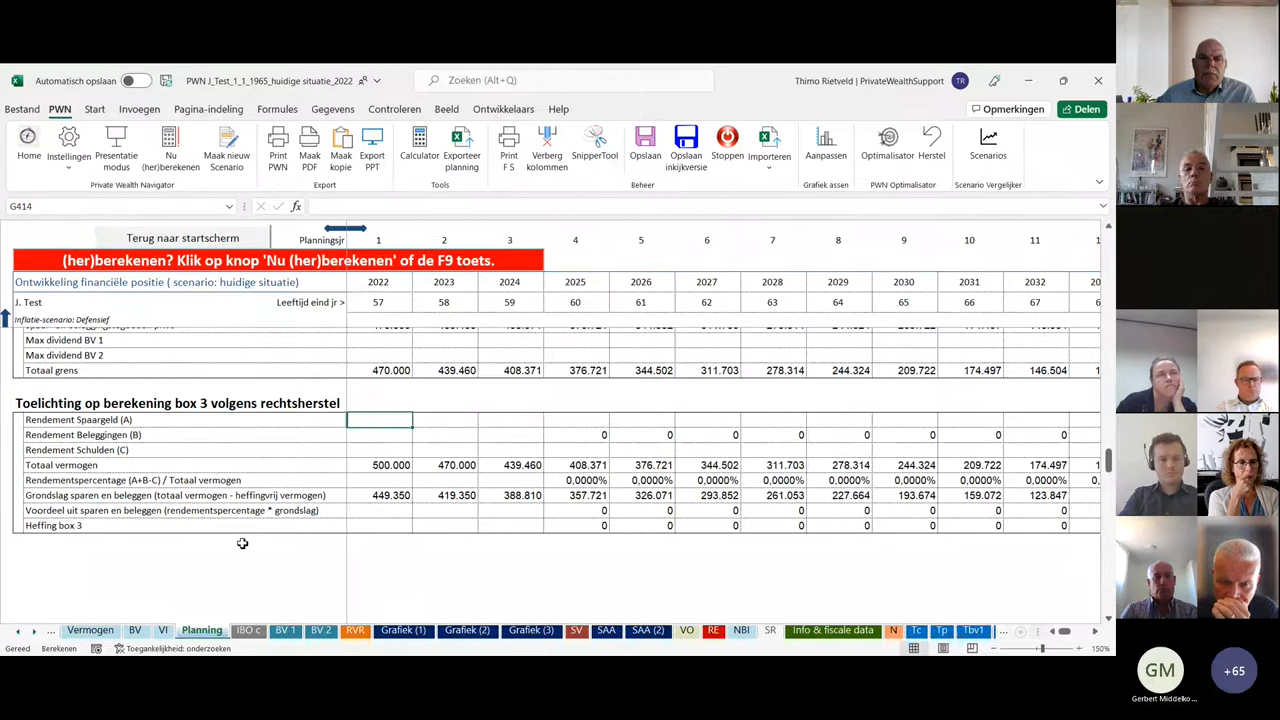 Automatisch opslaan
PWN J_Test_1_1_1965_huidige situatie_2022
Zoeken (Alt+Q)
Thimo Rietveld | PrivateWealthSupport
TR
Bestand PWN Start Invoegen Pagina-indeling Formules Gegevens Controleren Beeld Ontwikkelaars Help
Opmerkingen
Delen
Home Instellingen Presentatie modus Nu (her)berekenen Maak nieuw Scenario Print PWN Maak PDF Maak kopie Export PPT Calculator Exporteer planning Print F S Verberg kolommen SnipperTool Opslaan Opslaan inkijkversie Stoppen Importeren Aanpassen Optimalisator Herstel Scenarios
Private Wealth Navigator Export Tools Beheer Grafiek assen PWN Optimalisator Scenario Vergelijker
G414
fx
Terug naar startscherm Planningsjr 1 2 3 4 5 6 7 8 9 10 11 1
(her)berekenen? Klik op knop 'Nu (her)berekenen' of de F9 toets.
Ontwikkeling financiële positie ( scenario: huidige situatie) 2022 2023 2024 2025 2026 2027 2028 2029 2030 2031 2032 20
J. Test Leeftijd eind jr > 57 58 59 60 61 62 63 64 65 66 67 6
Inflatie-scenario: Defensief
Max dividend BV 1
Max dividend BV 2
Totaal grens 470.000 439.460 408.371 376.721 344.502 311.703 278.314 244.324 209.722 174.497 146.504 1
Toelichting op berekening box 3 volgens rechtsherstel
Rendement Spaargeld (A)
Rendement Beleggingen (B) 0 0 0 0 0 0 0 0
Rendement Schulden (C)
Totaal vermogen 500.000 470.000 439.460 408.371 376.721 344.502 311.703 278.314 244.324 209.722 174.497 1
Rendementspercentage (A+B-C) / Totaal vermogen 0,0000% 0,0000% 0,0000% 0,0000% 0,0000% 0,0000% 0,0000% 0,0000% 0,
Grondslag sparen en beleggen (totaal vermogen - heffingvrij vermogen) 449.350 419.350 388.810 357.721 326.071 293.852 261.053 227.664 193.674 159.072 123.847
Voordeel uit sparen en beleggen (rendementspercentage * grondslag) 0 0 0 0 0 0 0 0
Heffing box 3 0 0 0 0 0 0 0 0
... Vermogen BV VI Planning IBO c BV 1 BV 2 RVR Grafiek (1) Grafiek (2) Grafiek (3) SV SAA SAA (2) VO RE NBI SR Info & fiscale data N Tc Tp Tbv1 ...
Gereed Berekenen Toegankelijkheid: onderzoeken 150%
GM
+65
Gerbert Middelko ...